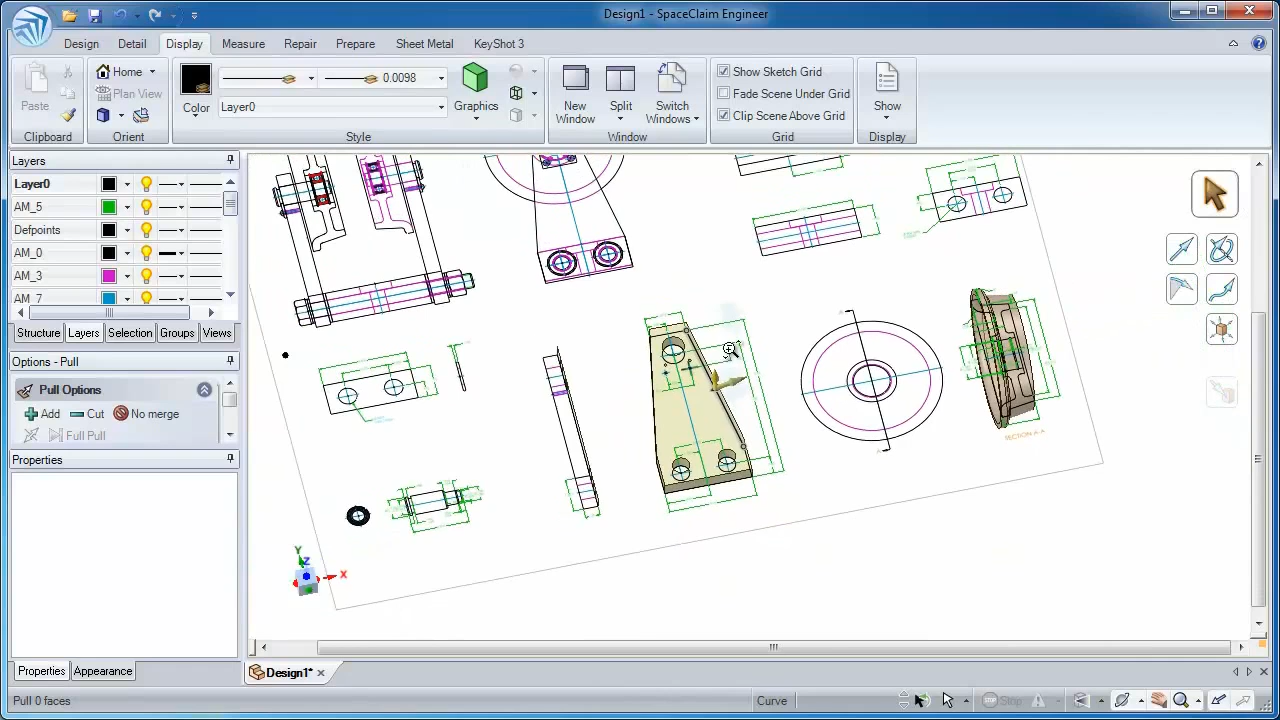 Design1 - SpaceClaim Engineer
Design Detail Display Measure Repair Prepare Sheet Metal KeyShot 3
Paste
Clipboard
Home
Plan View
Orient
Color
0.0098
Layer0
Graphics
Style
New Window
Split
Switch Windows
Window
Show Sketch Grid
Fade Scene Under Grid
Clip Scene Above Grid
Grid
Show
Display
Layers
Layer0
AM_5
Defpoints
AM_0
AM_3
AM_7
Structure Layers Selection Groups Views
Options - Pull
Pull Options
Add Cut No merge
Full Pull
Properties
Properties Appearance
Y
Z
X
A
A
SECTION A-A
Design1*
Pull 0 faces
Curve
Stop